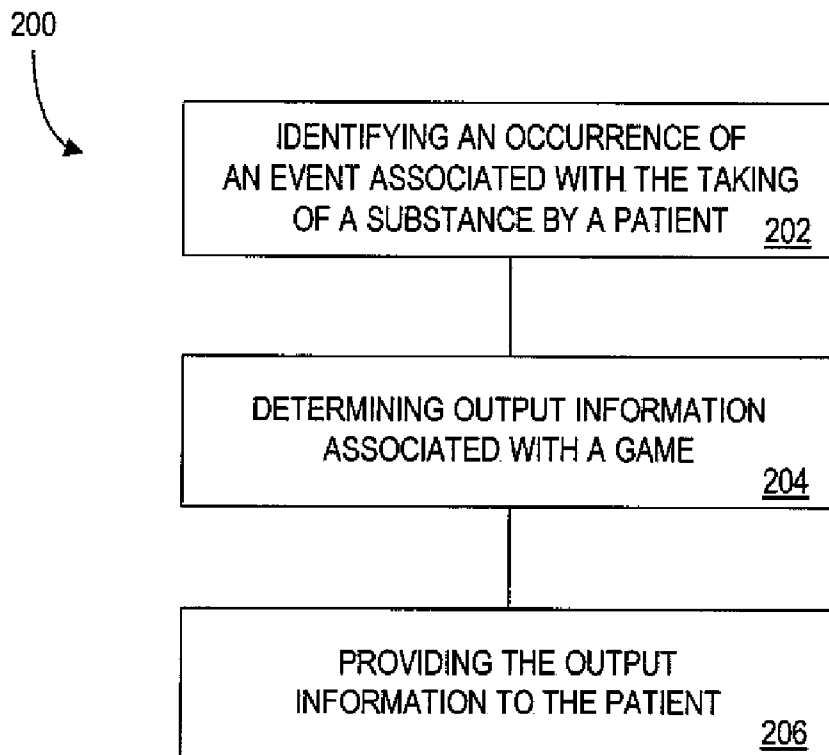 200
IDENTIFYING AN OCCURRENCE OF
AN EVENT ASSOCIATED WITH THE TAKING
OF A SUBSTANCE BY A PATIENT 202
DETERMINING OUTPUT INFORMATION
ASSOCIATED WITH A GAME
204
PROVIDING THE OUTPUT
INFORMATION TO THE PATIENT
206